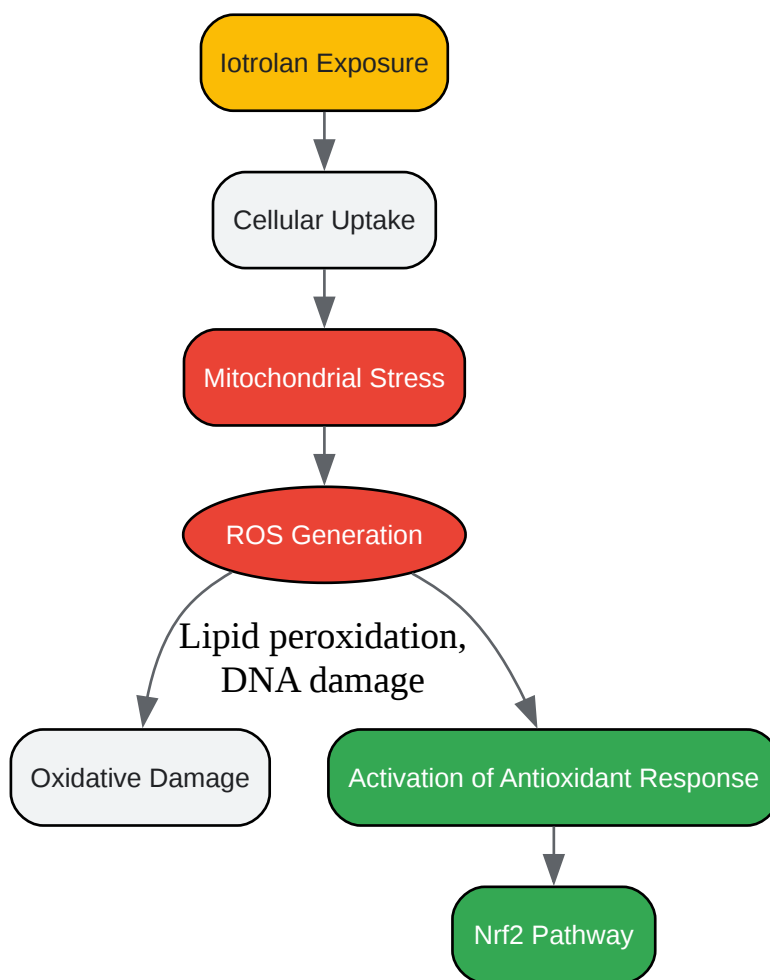 Iotrolan Exposure
Cellular Uptake
Mitochondrial Stress
ROS Generation
Lipid peroxidation,
DNA damage
Oxidative Damage
Activation of Antioxidant Response
Nrf2 Pathway